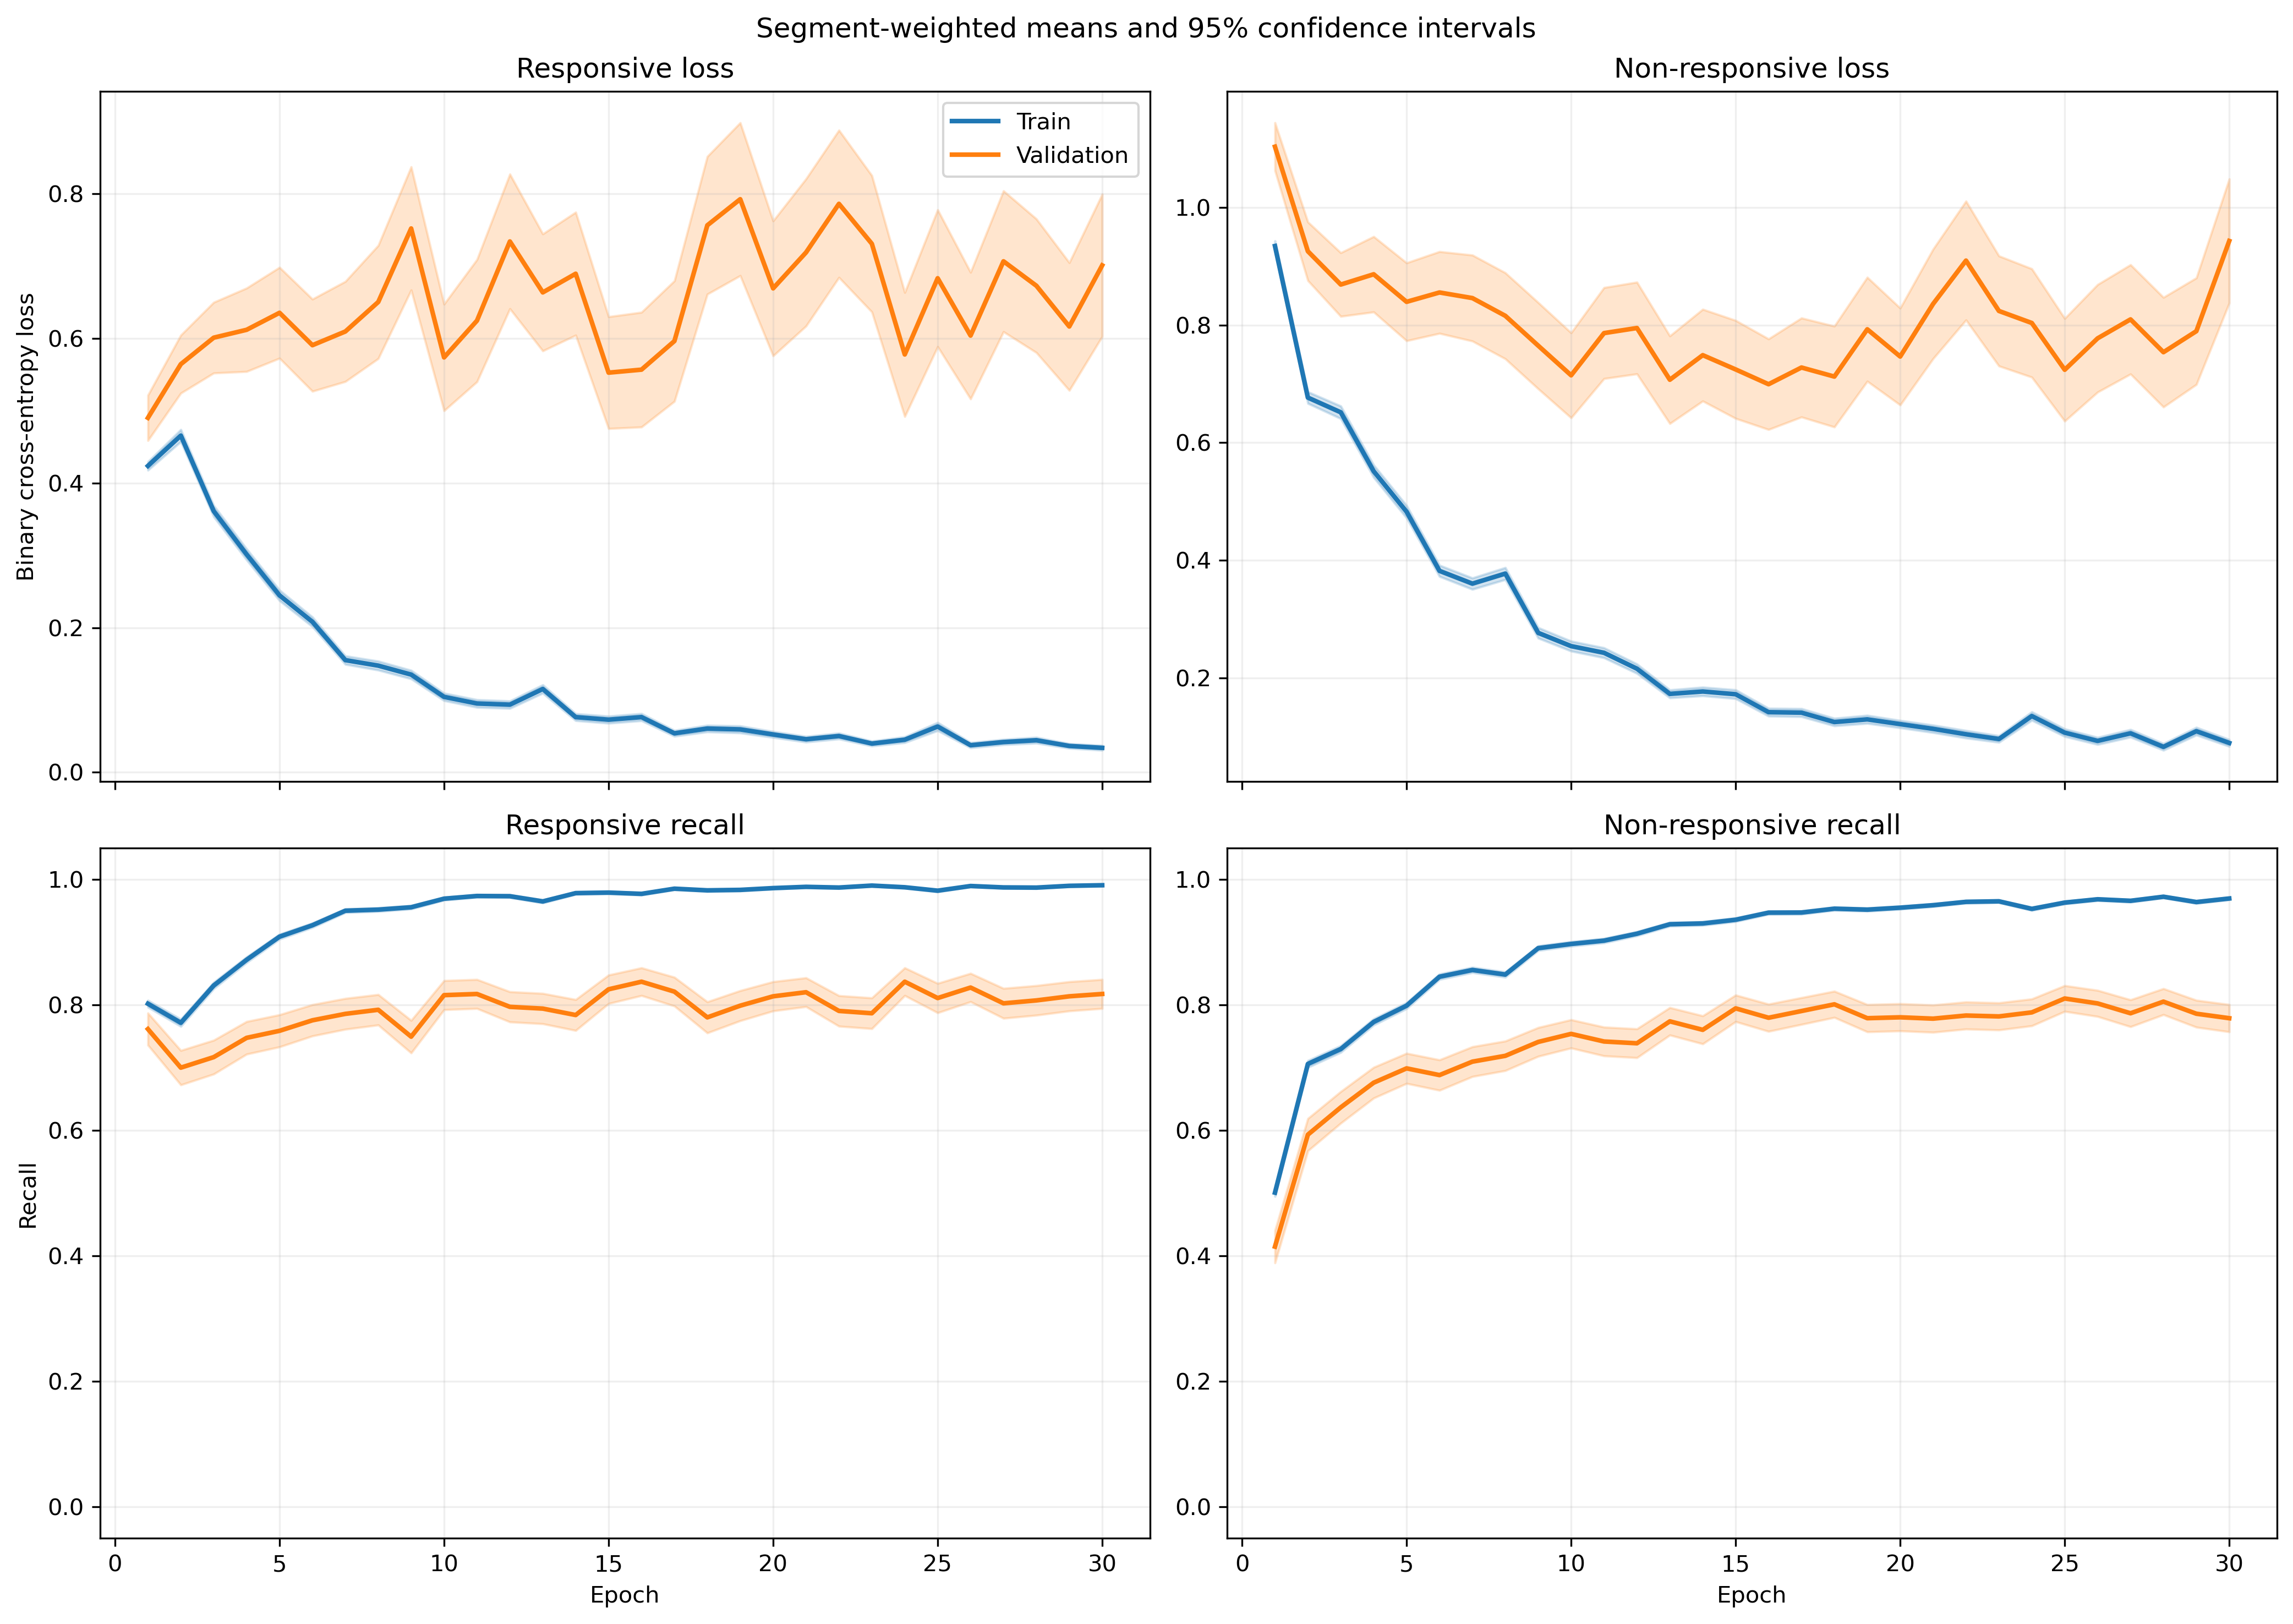 Segment-weighted means and 95% confidence intervals
Responsive loss
Non-responsive loss
Train
Validation
Binary cross-entropy loss
0.8
0.6
0.4
0.2
0.0
1.0
0.8
0.6
0.4
0.2
Responsive recall
Non-responsive recall
Recall
1.0
0.8
0.6
0.4
0.2
0.0
1.0
0.8
0.6
0.4
0.2
0.0
0 5 10 15 20 25 30
0 5 10 15 20 25 30
Epoch
Epoch